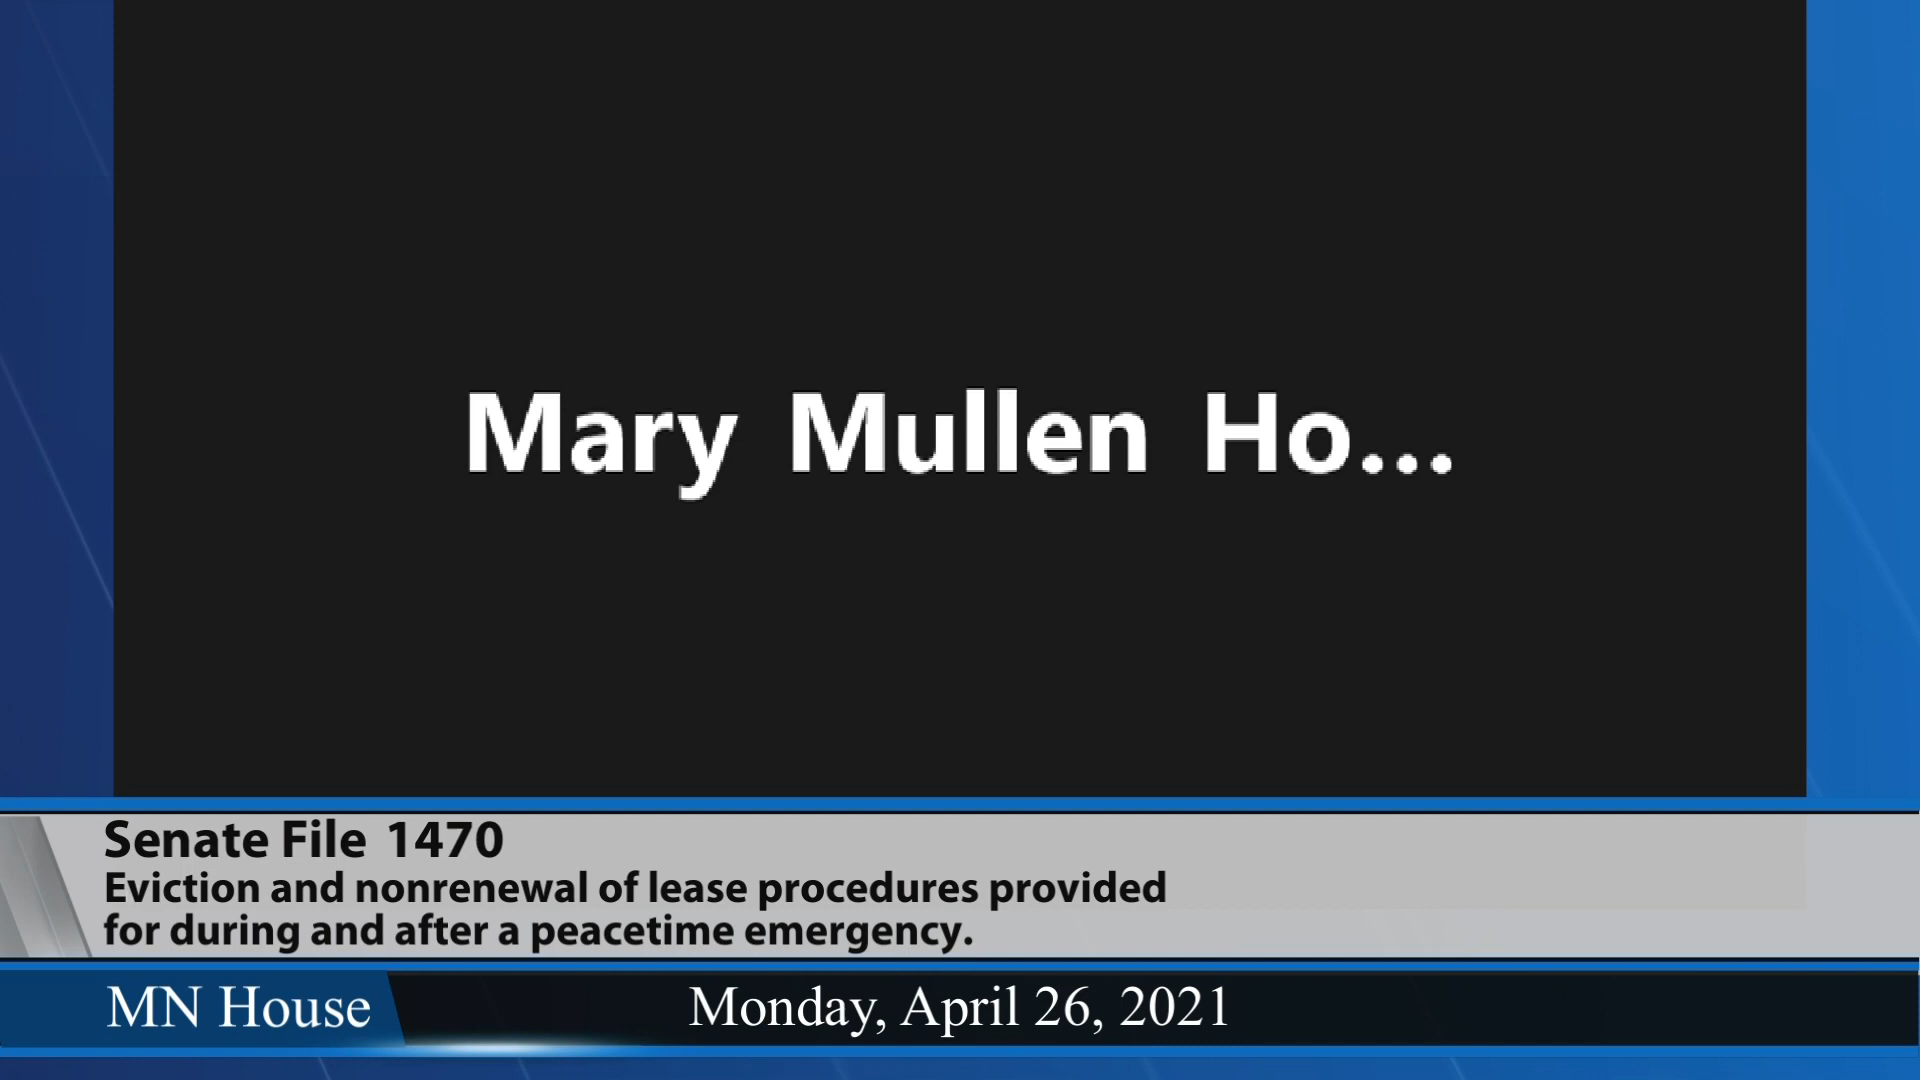 Mary Mullen Ho...
Senate File 1470
Eviction and nonrenewal of lease procedures provided
for during and after a peacetime emergency.
MN House
Monday, April 26, 2021